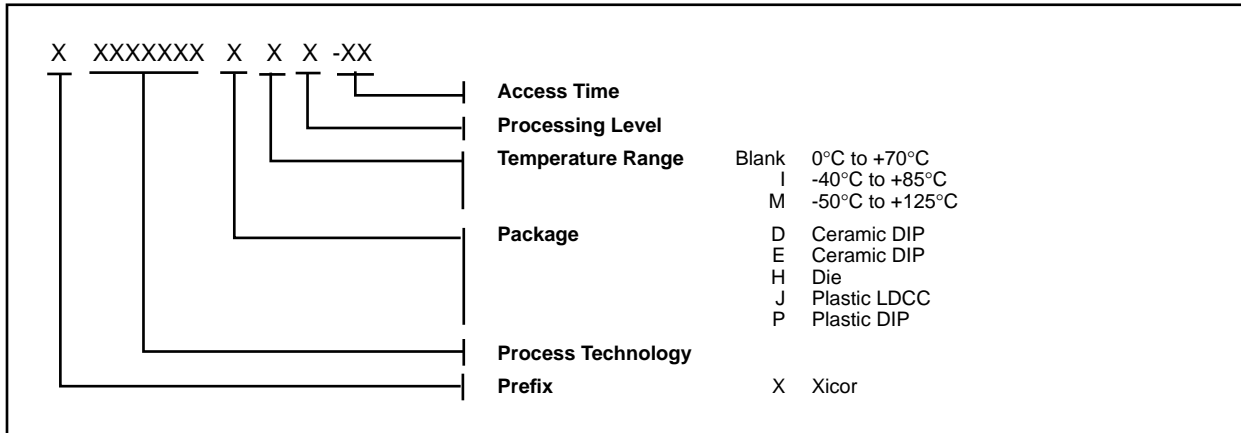 X XXXXXXX X X X -XX
Access Time
Processing Level
Temperature Range Blank 0°C to +70°C
I -40°C to +85°C
M -50°C to +125°C
Package D Ceramic DIP
E Ceramic DIP
H Die
J Plastic LDCC
P Plastic DIP
Process Technology
Prefix X Xicor